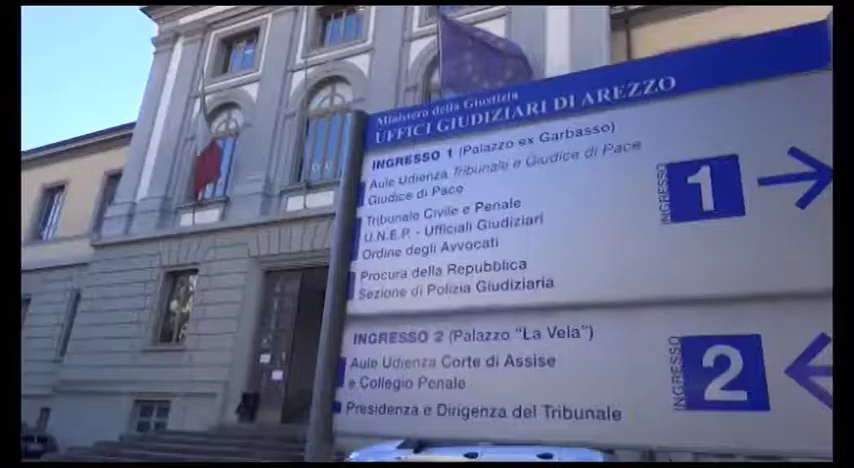 Ministero della Giustizia
UFFICI GIUDIZIARI DI AREZZO
INGRESSO 1 (Palazzo ex Garbasso)
Aule Udienza Tribunale e Giudice di Pace
Giudice di Pace
Tribunale Civile e Penale
U.N.E.P. - Ufficiali Giudiziari
Ordine degli Avvocati
Procura della Repubblica
Sezione di Polizia Giudiziaria
INGRESSO
1
INGRESSO 2 (Palazzo "La Vela")
Aule Udienza Corte di Assise
e Collegio Penale
Presidenza e Dirigenza del Tribunale
INGRESSO
2